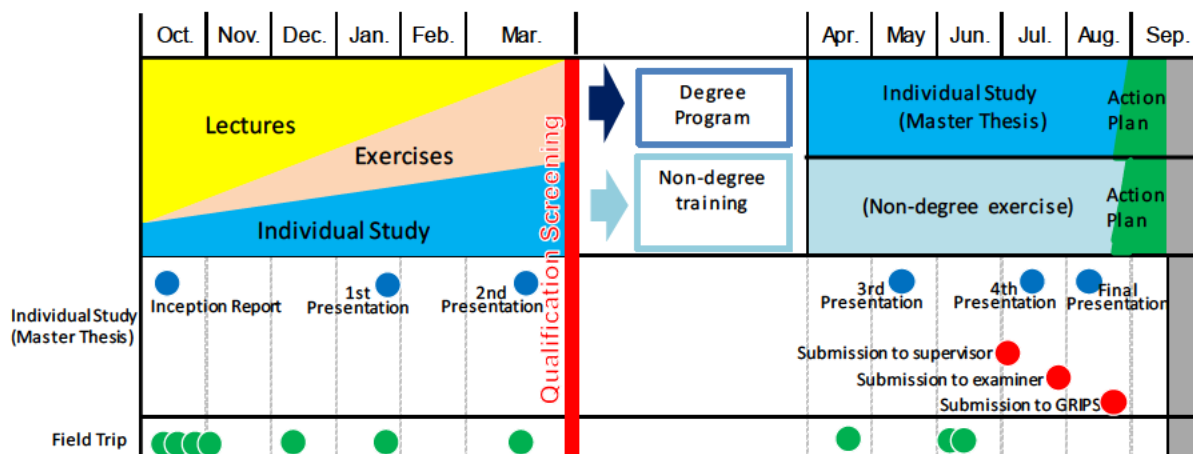 Oct. Nov. Dec. Jan. Feb. Mar. Apr. May Jun. Jul. Aug. Sep.
Lectures
Exercises
Individual Study
Qualification Screening
Degree
Program
Non-degree
training
Individual Study
(Master Thesis)
Action
Plan
(Non-degree exercise)
Action
Plan
Individual Study
(Master Thesis)
Inception Report
1st
Presentation
2nd
Presentation
3rd
Presentation
4th
Presentation
Final
Presentation
Submission to supervisor
Submission to examiner
Submission to GRIPS
Field Trip